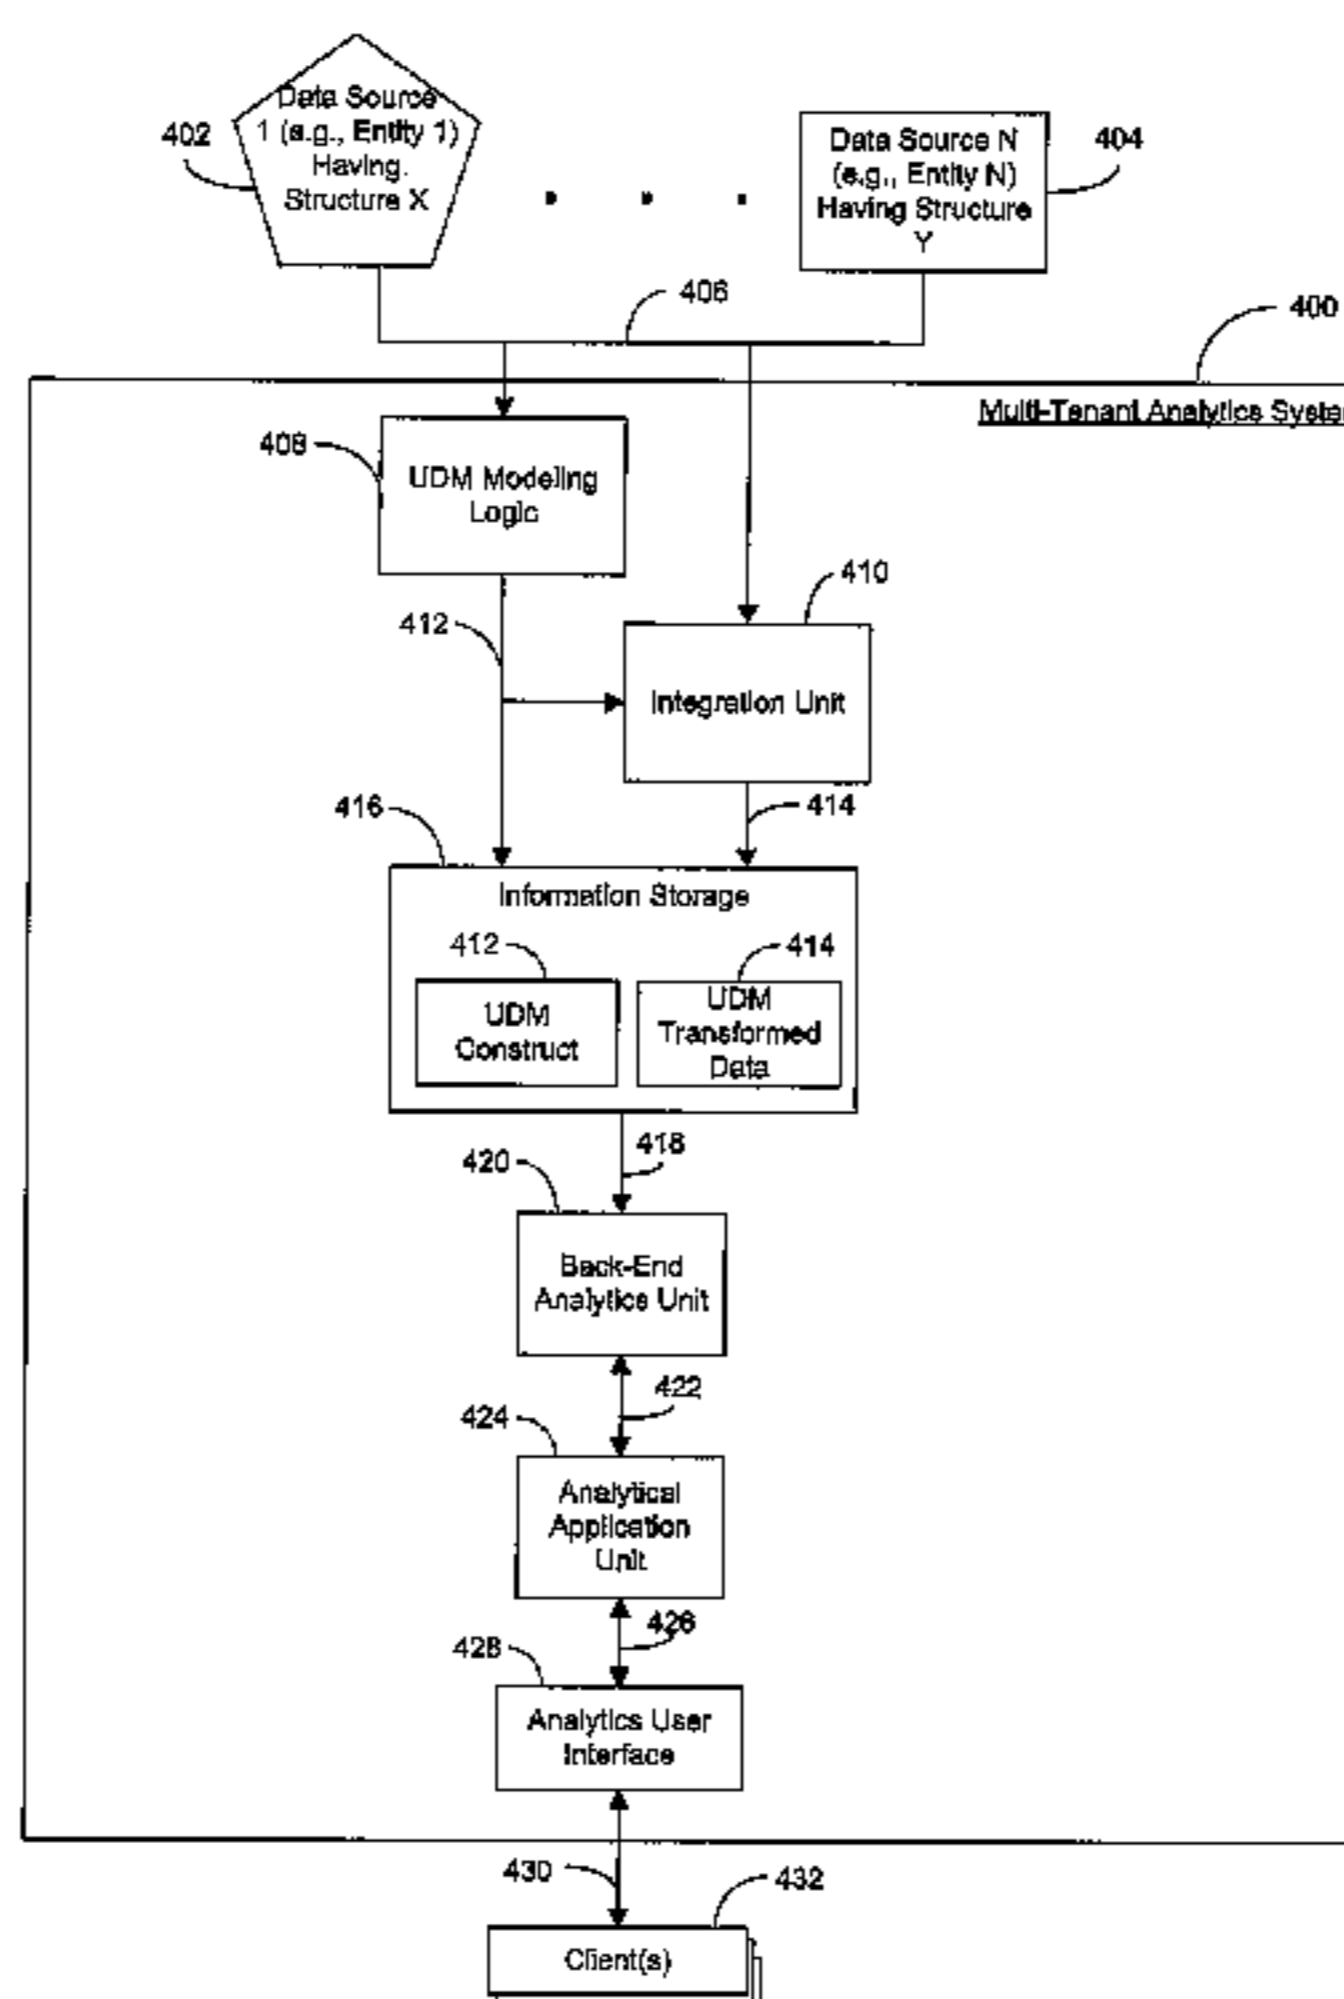 Data Source
1 (e.g., Entity 1)
Having
Structure X
402
Data Source N
(e.g., Entity N)
Having Structure
Y
404
406
400
Multi-Tenant Analytics Syste
408
UDM Modeling
Logic
410
412
Integration Unit
416
414
Information Storage
412
414
UDM
Construct
UDM
Transformed
Data
418
420
Back-End
Analytics Unit
422
424
Analytical
Application
Unit
426
428
Analytics User
Interface
430
432
Client(s)